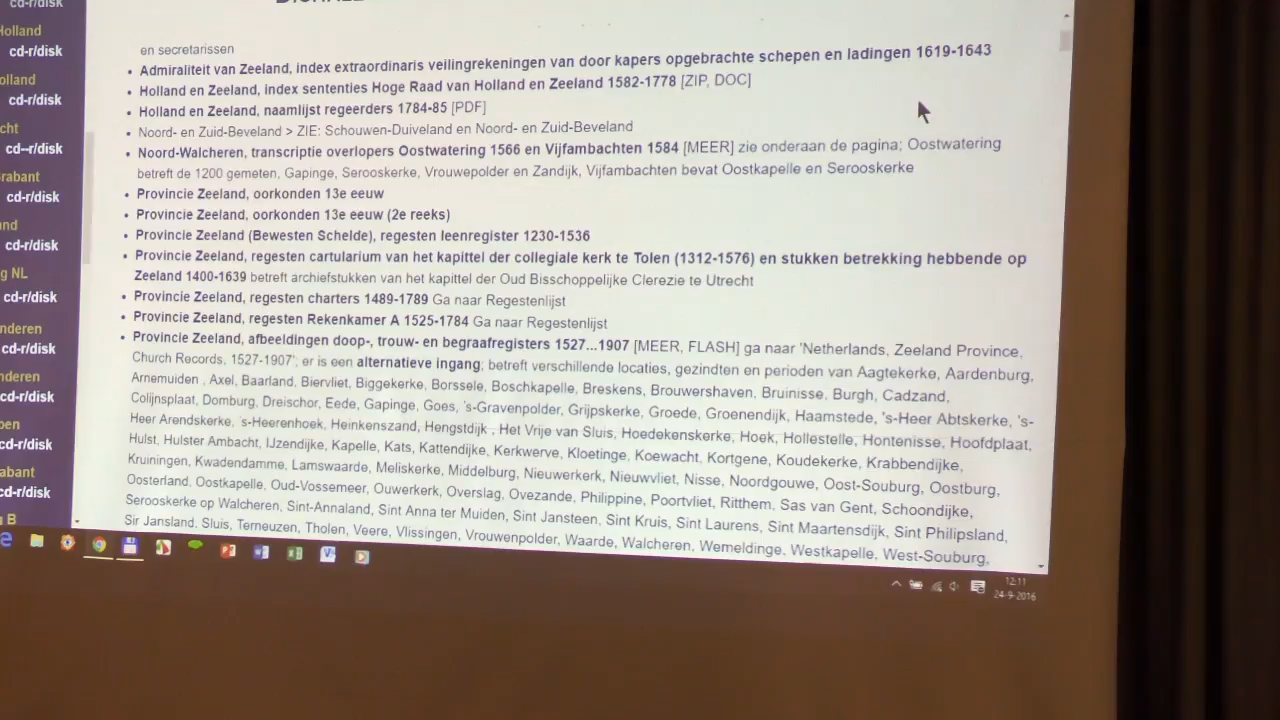 cd-r/disk
Holland
cd-r/disk
olland
cd-r/disk
cht
cd--r/disk
rabant
cd-r/disk
nd
cd-r/disk
g NL
cd-r/disk
nderen
cd-r/disk
nderen
cd-r/disk
pen
cd-r/disk
abant
cd-r/disk
g B
en secretarissen
• Admiraliteit van Zeeland, index extraordinaris veilingrekeningen van door kapers opgebrachte schepen en ladingen 1619-1643
• Holland en Zeeland, index sententies Hoge Raad van Holland en Zeeland 1582-1778 [ZIP, DOC]
• Holland en Zeeland, naamlijst regeerders 1784-85 [PDF]
• Noord- en Zuid-Beveland > ZIE: Schouwen-Duiveland en Noord- en Zuid-Beveland
• Noord-Walcheren, transcriptie overlopers Oostwatering 1566 en Vijfambachten 1584 [MEER] zie onderaan de pagina; Oostwatering
betreft de 1200 gemeten, Gapinge, Serooskerke, Vrouwepolder en Zandijk, Vijfambachten bevat Oostkapelle en Serooskerke
• Provincie Zeeland, oorkonden 13e eeuw
• Provincie Zeeland, oorkonden 13e eeuw (2e reeks)
• Provincie Zeeland (Bewesten Schelde), regesten leenregister 1230-1536
• Provincie Zeeland, regesten cartularium van het kapittel der collegiale kerk te Tolen (1312-1576) en stukken betrekking hebbende op
Zeeland 1400-1639 betreft archiefstukken van het kapittel der Oud Bisschoppelijke Clerezie te Utrecht
• Provincie Zeeland, regesten charters 1489-1789 Ga naar Regestenlijst
• Provincie Zeeland, regesten Rekenkamer A 1525-1784 Ga naar Regestenlijst
• Provincie Zeeland, afbeeldingen doop-, trouw- en begraafregisters 1527...1907 [MEER, FLASH] ga naar 'Netherlands, Zeeland Province,
Church Records, 1527-1907'; er is een alternatieve ingang; betreft verschillende locaties, gezindten en perioden van Aagtekerke, Aardenburg,
Arnemuiden , Axel, Baarland, Biervliet, Biggekerke, Borssele, Boschkapelle, Breskens, Brouwershaven, Bruinisse, Burgh, Cadzand,
Colijnsplaat, Domburg, Dreischor, Eede, Gapinge, Goes, 's-Gravenpolder, Grijpskerke, Groede, Groenendijk, Haamstede, 's-Heer Abtskerke, 's-
Heer Arendskerke, 's-Heerenhoek, Heinkenszand, Hengstdijk , Het Vrije van Sluis, Hoedekenskerke, Hoek, Hollestelle, Hontenisse, Hoofdplaat,
Hulst, Hulster Ambacht, IJzendijke, Kapelle, Kats, Kattendijke, Kerkwerve, Kloetinge, Koewacht, Kortgene, Koudekerke, Krabbendijke,
Kruiningen, Kwadendamme, Lamswaarde, Meliskerke, Middelburg, Nieuwerkerk, Nieuwvliet, Nisse, Noordgouwe, Oost-Souburg, Oostburg,
Oosterland, Oostkapelle, Oud-Vossemeer, Ouwerkerk, Overslag, Ovezande, Philippine, Poortvliet, Ritthem, Sas van Gent, Schoondijke,
Serooskerke op Walcheren, Sint-Annaland, Sint Anna ter Muiden, Sint Jansteen, Sint Kruis, Sint Laurens, Sint Maartensdijk, Sint Philipsland,
Sir Jansland, Sluis, Terneuzen, Tholen, Veere, Vlissingen, Vrouwenpolder, Waarde, Walcheren, Wemeldinge, Westkapelle, West-Souburg,
12:11
24-9-2016